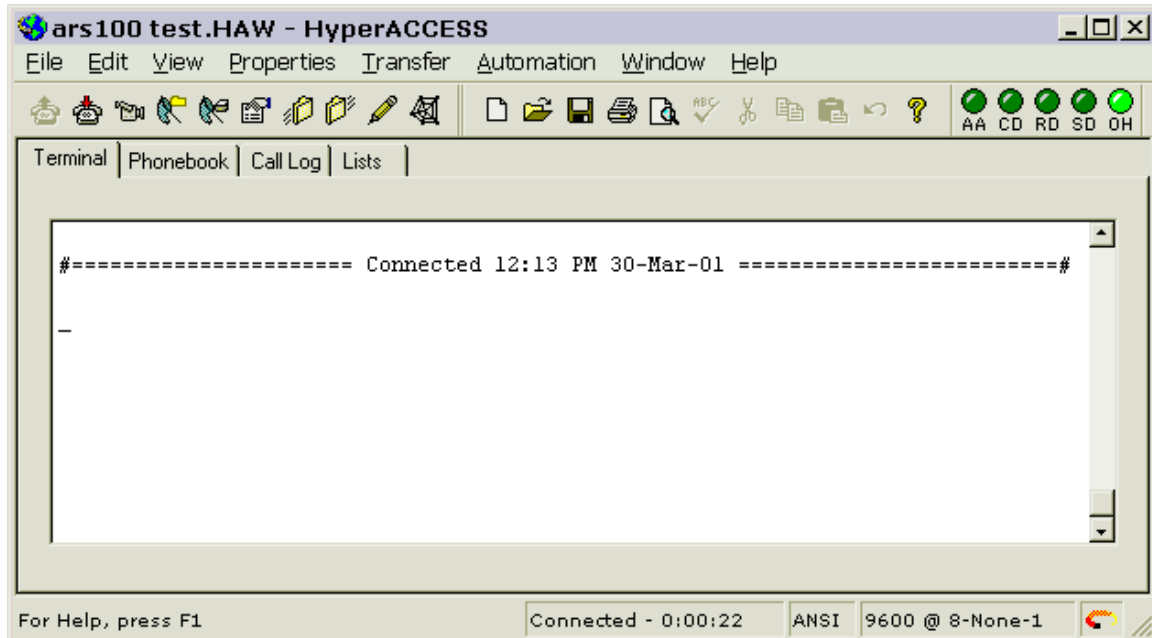 ars100 test.HAW - HyperACCESS
File Edit View Properties Transfer Automation Window Help
ABC
AA CD RD SD OH
Terminal Phonebook Call Log Lists
#====================== Connected 12:13 PM 30-Mar-01 =========================#
_
For Help, press F1 Connected - 0:00:22 ANSI 9600 @ 8-None-1